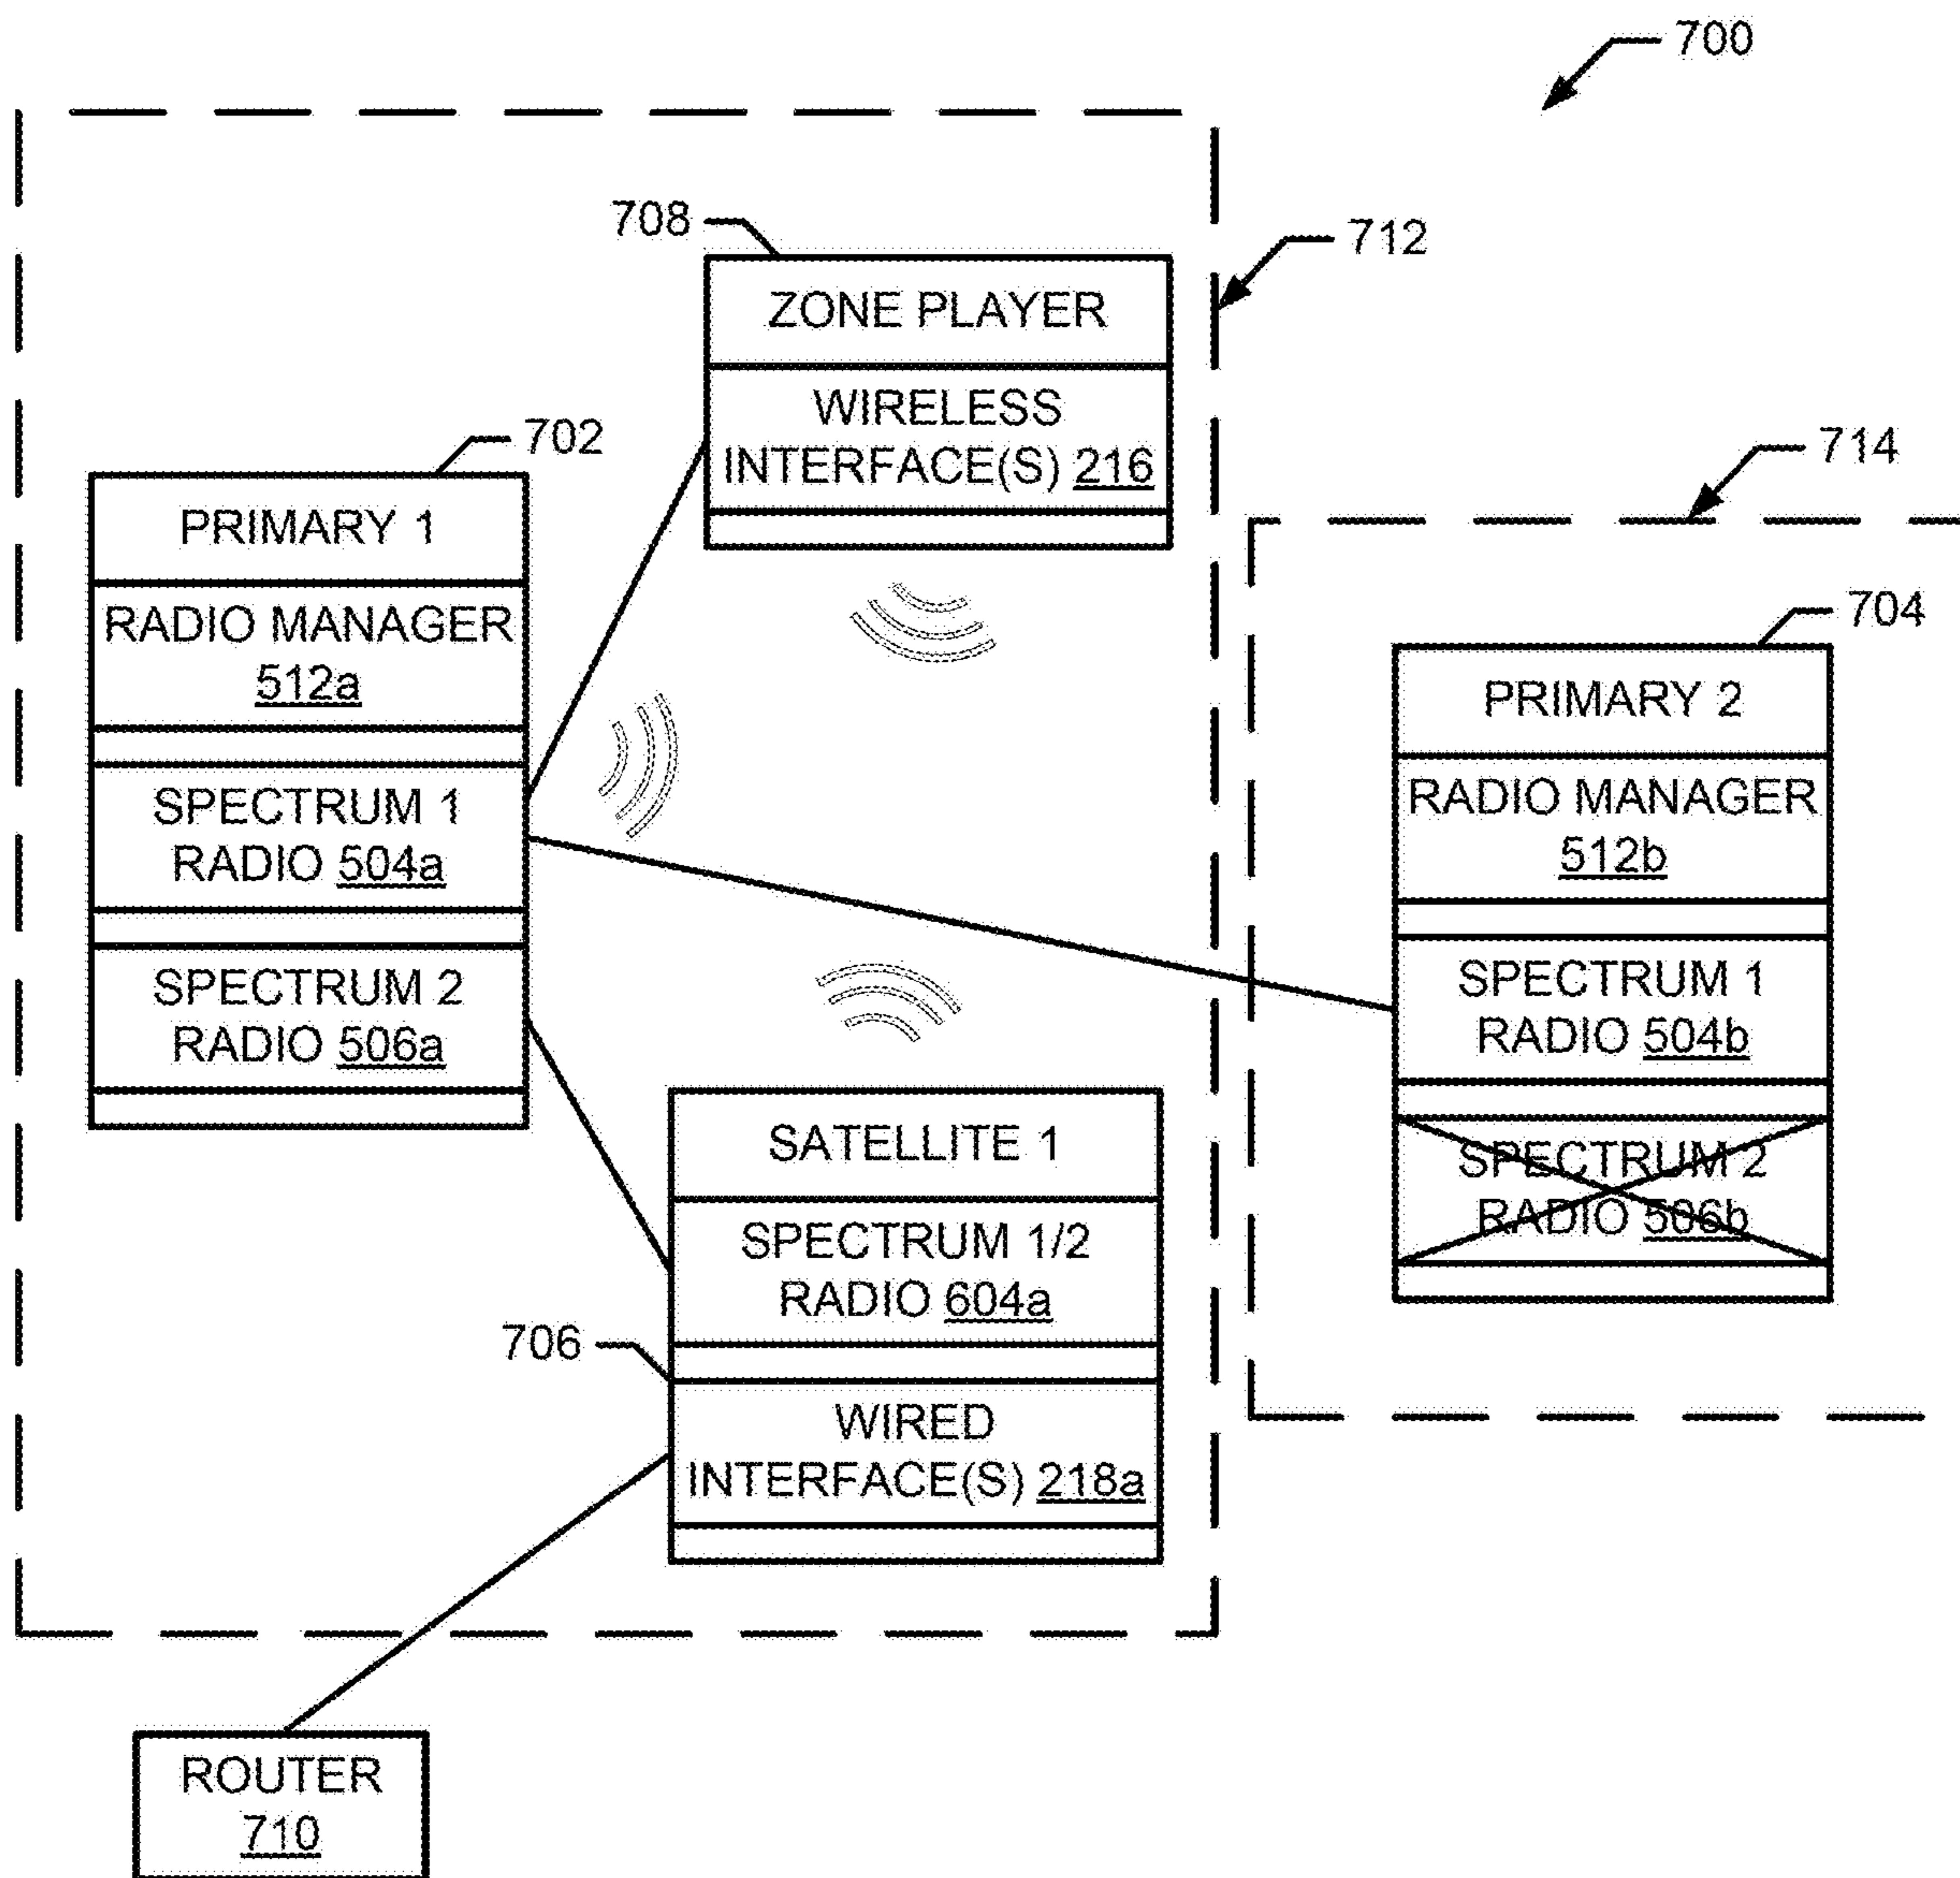 700
708
712
ZONE PLAYER
WIRELESS
INTERFACE(S) 216
702
PRIMARY 1
RADIO MANAGER
512a
SPECTRUM 1
RADIO 504a
SPECTRUM 2
RADIO 506a
714
704
PRIMARY 2
RADIO MANAGER
512b
SPECTRUM 1
RADIO 504b
SPECTRUM 2
RADIO 506b
SATELLITE 1
SPECTRUM 1/2
RADIO 604a
706
WIRED
INTERFACE(S) 218a
ROUTER
710